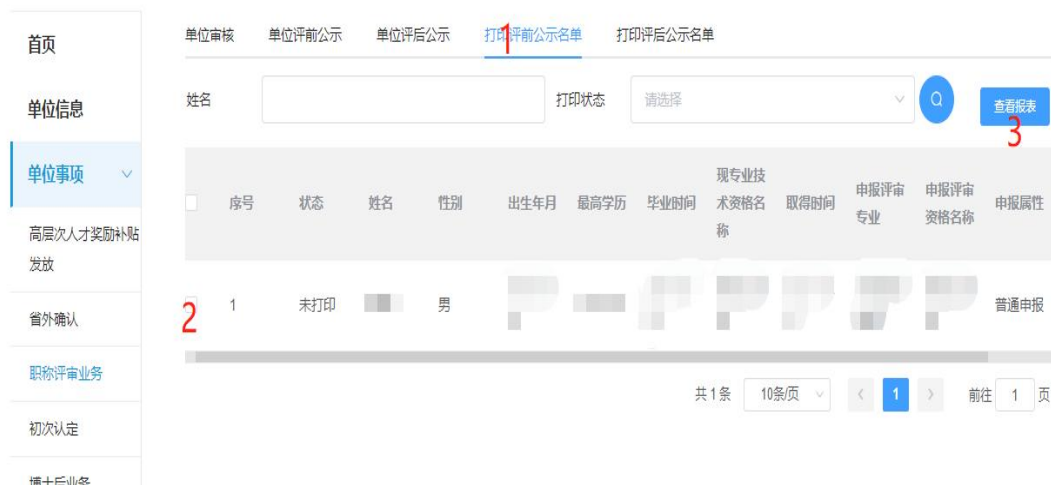 首页
单位信息
单位事项
高层次人才奖励补贴
发放
省外确认
职称评审业务
初次认定
博士后业务
单位审核 单位评前公示 单位评后公示 打印评前公示名单 打印评后公示名单
1
姓名 打印状态 请选择 查看报表
3
序号 状态 姓名 性别 出生年月 最高学历 毕业时间 现专业技
术资格名
称 取得时间 申报评审
专业 申报评审
资格名称 申报属性
2 1 未打印 男 普通申报
共1条 10条/页 < 1 > 前往 1 页